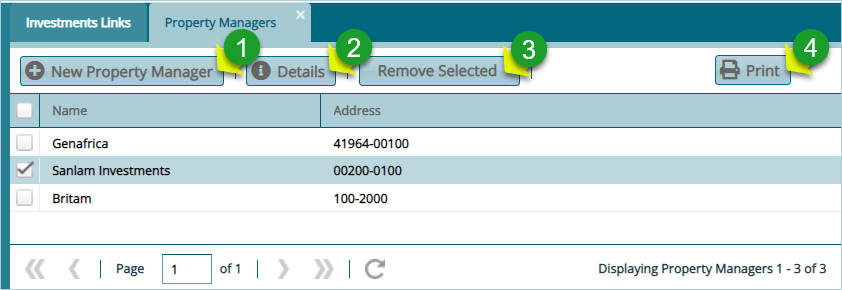 Investments Links Property Managers ×
1 2 3 4
New Property Manager Details Remove Selected Print
Name Address
Genafrica 41964-00100
Sanlam Investments 00200-0100
Britam 100-2000
Page 1 of 1 Displaying Property Managers 1 - 3 of 3